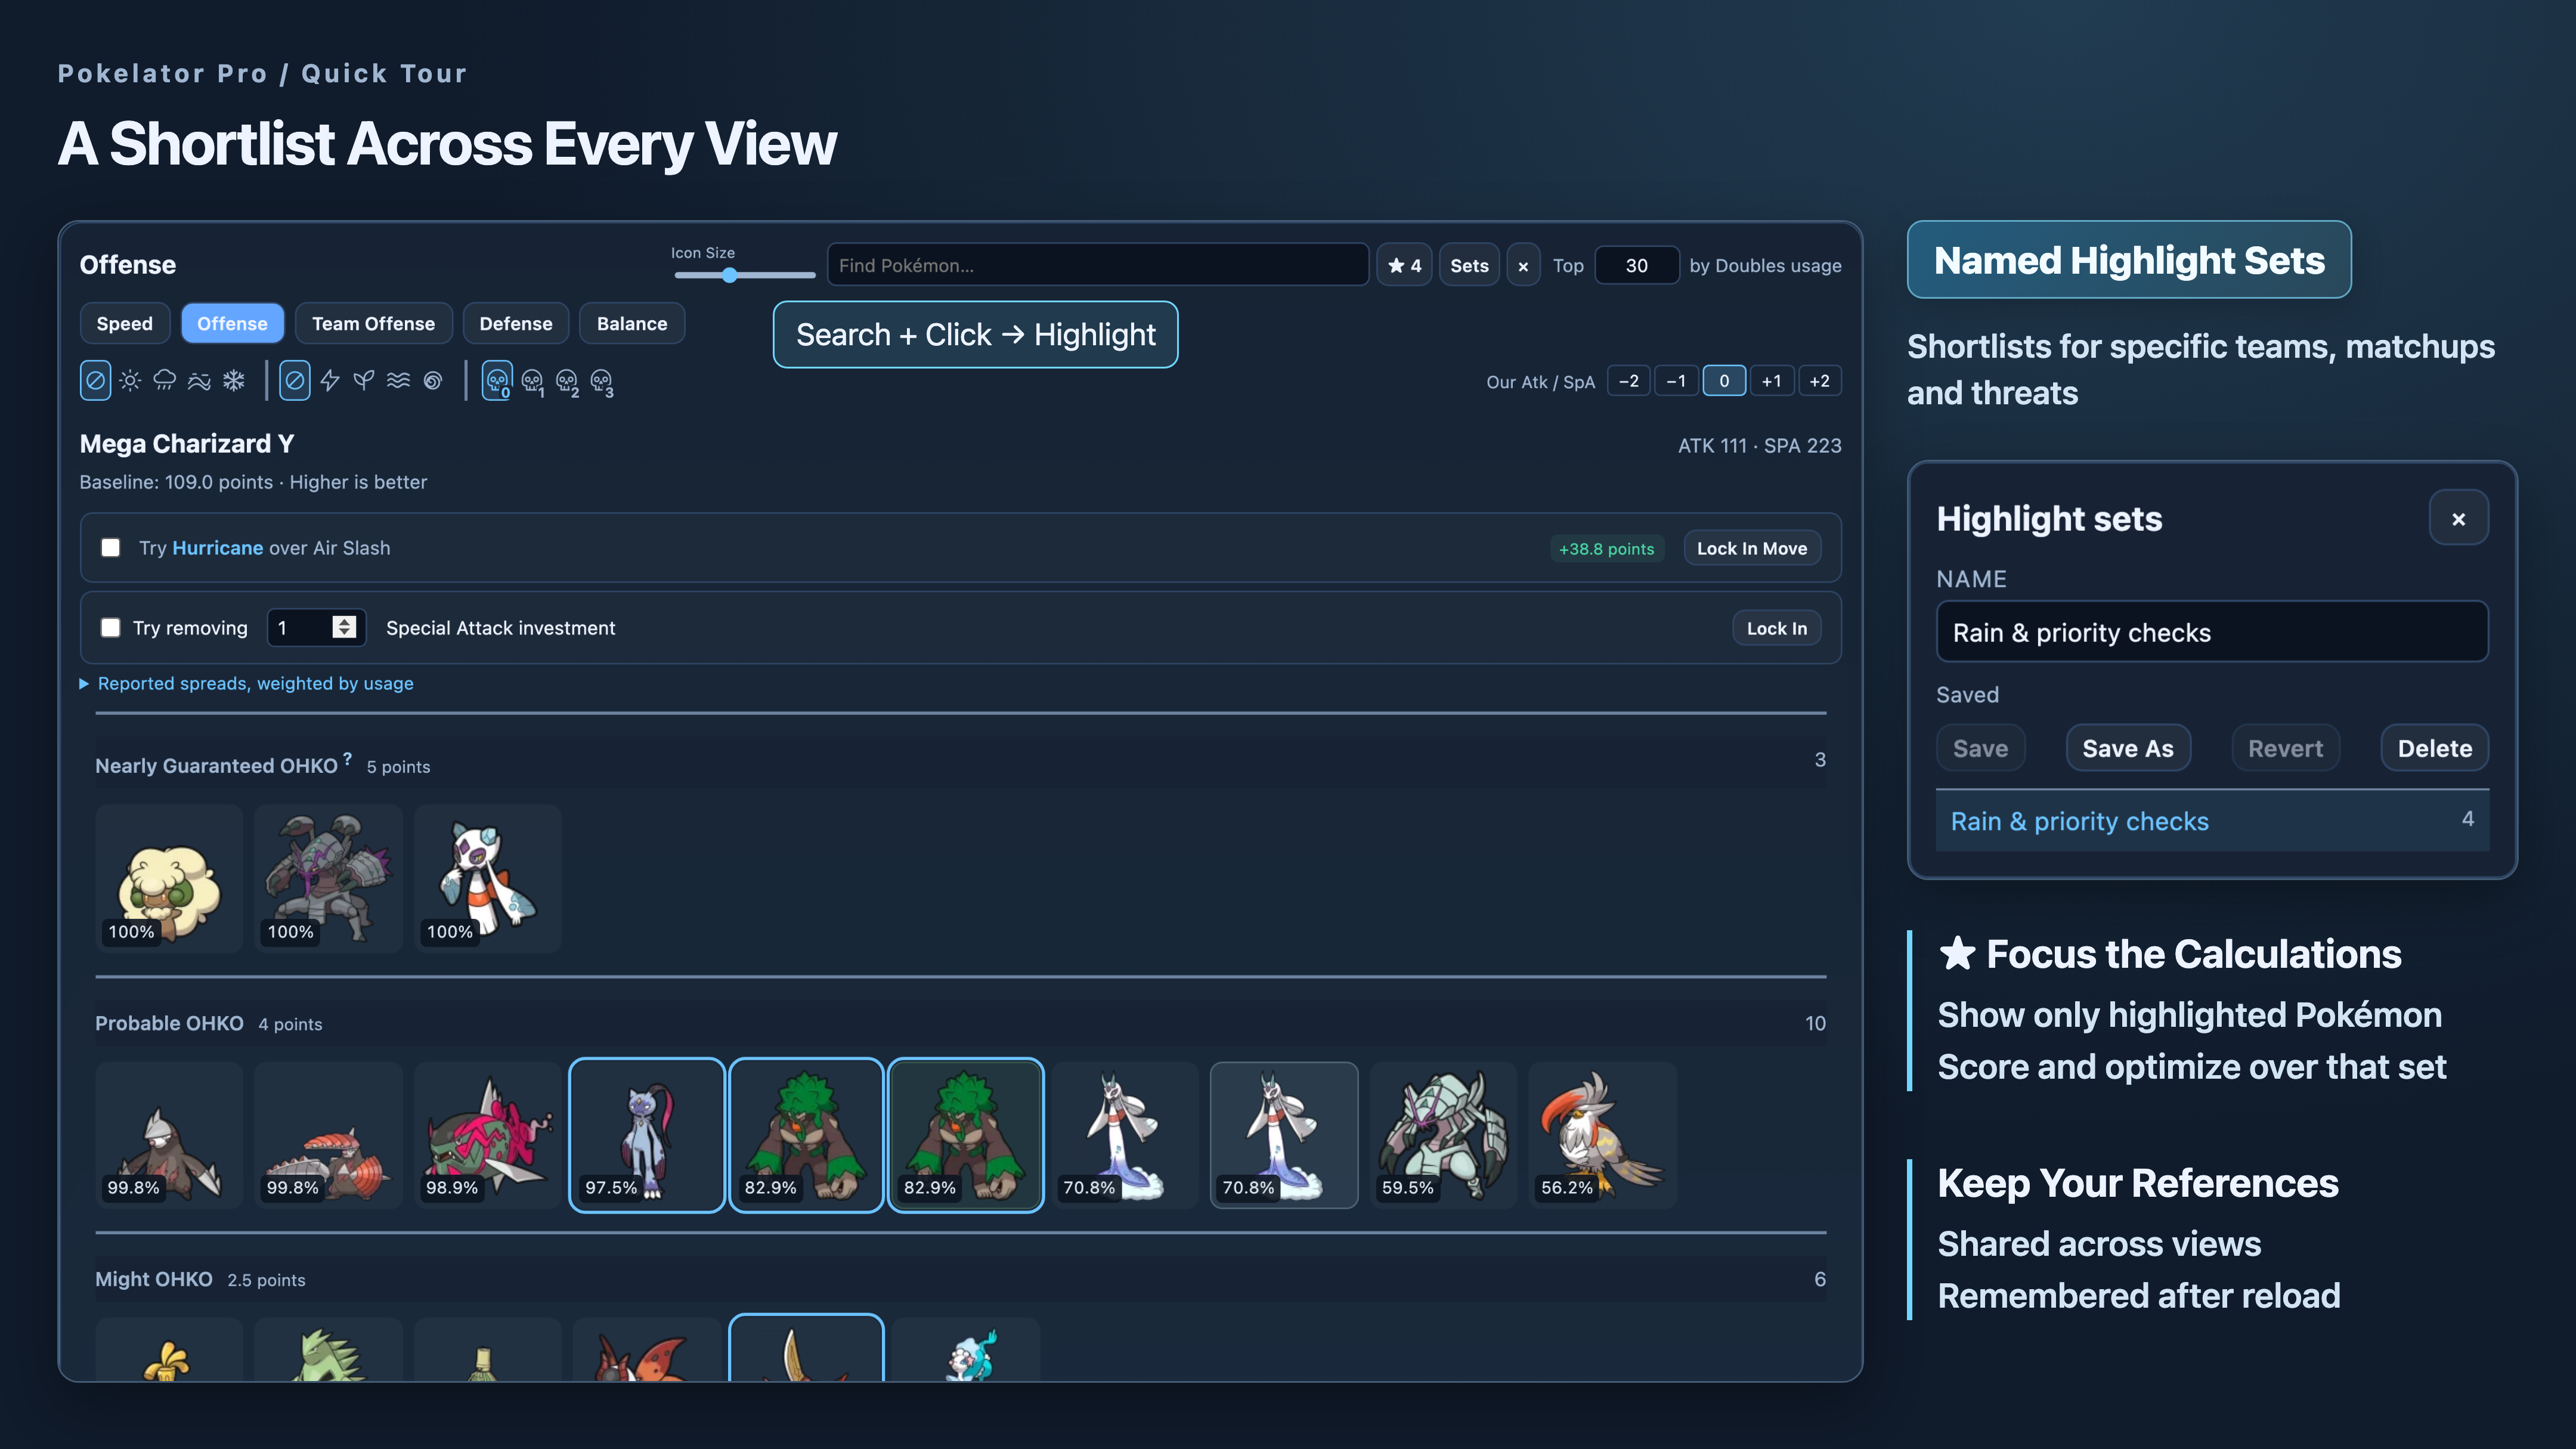 Pokelator Pro / Quick Tour
A Shortlist Across Every View
Offense
Icon Size
Find Pokémon...
★ 4
Sets
×
Top
30
by Doubles usage
Speed
Offense
Team Offense
Defense
Balance
Search + Click → Highlight
0
1
2
3
Our Atk / SpA
−2
−1
0
+1
+2
Mega Charizard Y
ATK 111 · SPA 223
Baseline: 109.0 points · Higher is better
Try Hurricane over Air Slash
+38.8 points
Lock In Move
Try removing
1
Special Attack investment
Lock In
Reported spreads, weighted by usage
Nearly Guaranteed OHKO ? 5 points
3
100%
100%
100%
Probable OHKO 4 points
10
99.8%
99.8%
98.9%
97.5%
82.9%
82.9%
70.8%
70.8%
59.5%
56.2%
Might OHKO 2.5 points
6
Named Highlight Sets
Shortlists for specific teams, matchups
and threats
Highlight sets
×
NAME
Rain & priority checks
Saved
Save
Save As
Revert
Delete
Rain & priority checks
4
★ Focus the Calculations
Show only highlighted Pokémon
Score and optimize over that set
Keep Your References
Shared across views
Remembered after reload